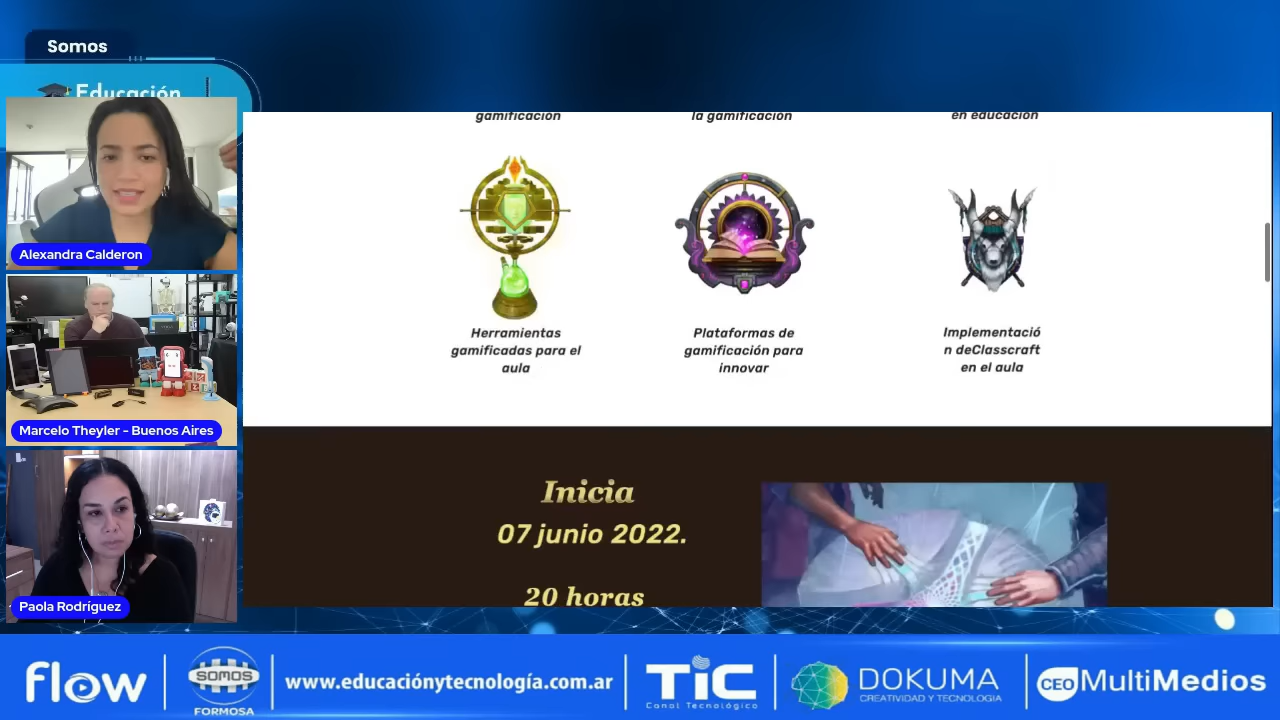 Somos
Educación
gamificación
la gamificación
en educación
Herramientas
gamificadas para el
aula
Plataformas de
gamificación para
innovar
Implementació
n deClasscraft
en el aula
Inicia
07 junio 2022.
20 horas
Alexandra Calderon
Marcelo Theyler - Buenos Aires
Paola Rodríguez
flow
SOMOS
FORMOSA
www.educaciónytecnología.com.ar
TiC
Canal Tecnológico
DOKUMA
CREATIVIDAD Y TECNOLOGIA
CEO MultiMedios